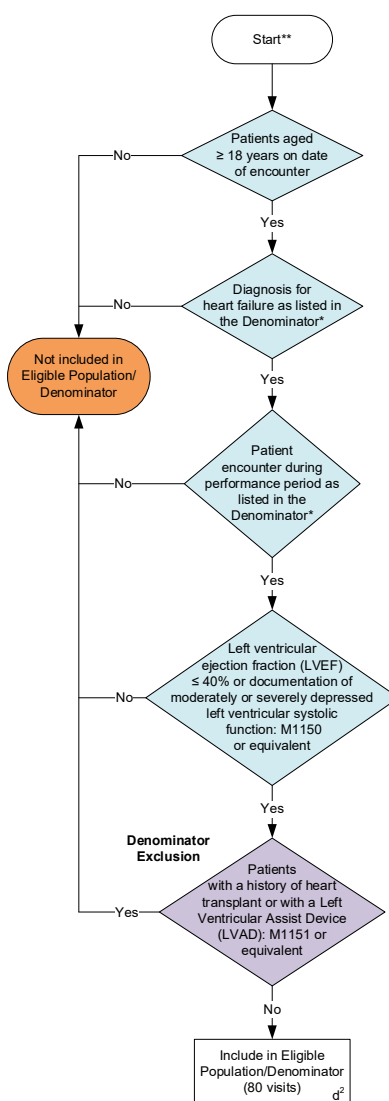 Start**
Patients aged
≥ 18 years on date
of encounter
No
Yes
Diagnosis for
heart failure as listed in
the Denominator*
No
Not included in
Eligible Population/
Denominator
Yes
Patient
encounter during
performance period as
listed in the
Denominator*
No
Yes
Left ventricular
ejection fraction (LVEF)
≤ 40% or documentation of
moderately or severely depressed
left ventricular systolic
function: M1150
or equivalent
No
Yes
Denominator
Exclusion
Patients
with a history of heart
transplant or with a Left
Ventricular Assist Device
(LVAD): M1151 or
equivalent
Yes
No
Include in Eligible
Population/Denominator
(80 visits)
d²